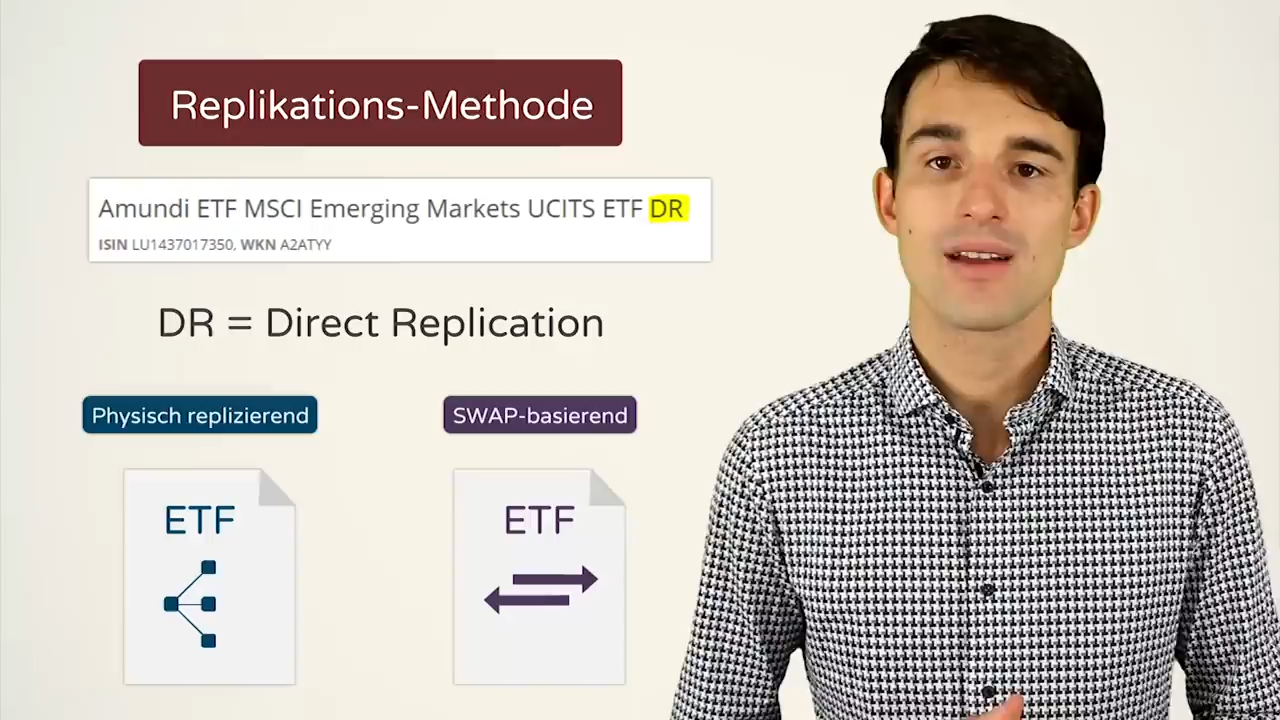 Replikations-Methode
Amundi ETF MSCI Emerging Markets UCITS ETF DR
ISIN LU1437017350, WKN A2ATYY
DR = Direct Replication
Physisch replizierend
SWAP-basierend
ETF
ETF